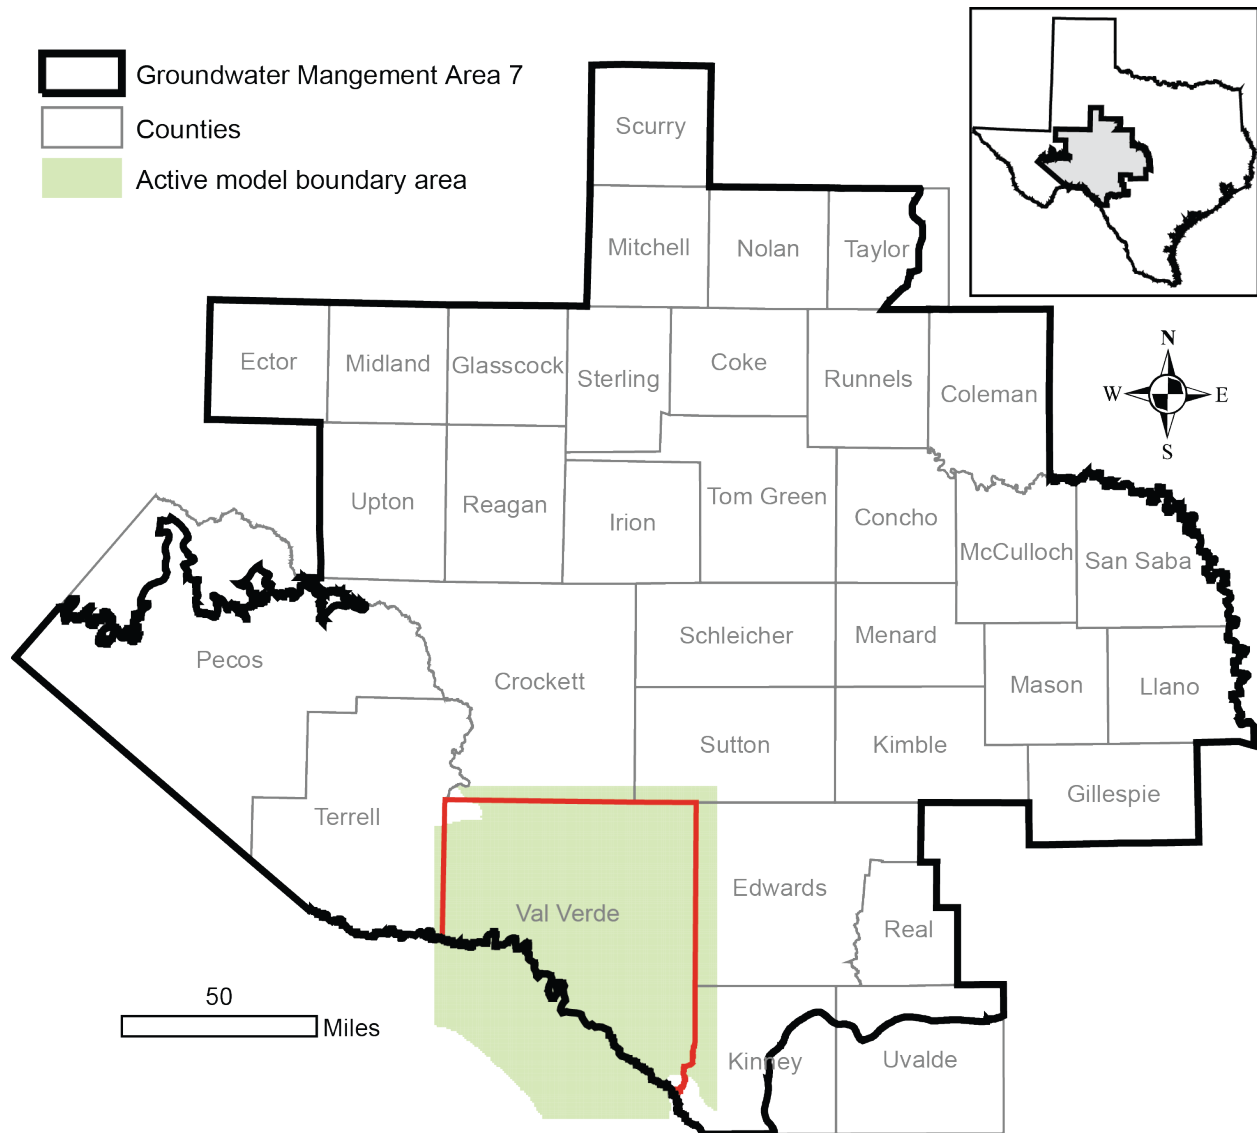 Groundwater Mangement Area 7
Counties
Active model boundary area
Scurry
Mitchell
Nolan
Taylor
Ector
Midland
Glasscock
Sterling
Coke
Runnels
Coleman
N
W
E
S
Upton
Reagan
Irion
Tom Green
Concho
McCulloch
San Saba
Pecos
Crockett
Schleicher
Menard
Mason
Llano
Sutton
Kimble
Gillespie
Terrell
Val Verde
Edwards
Real
50
Miles
Kinney
Uvalde